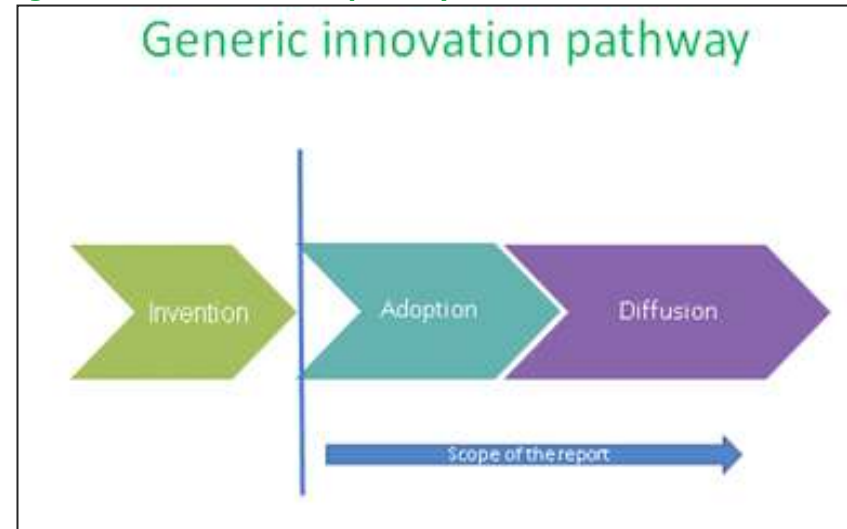 Generic innovation pathway
Invention
Adoption
Diffusion
Scope of the report